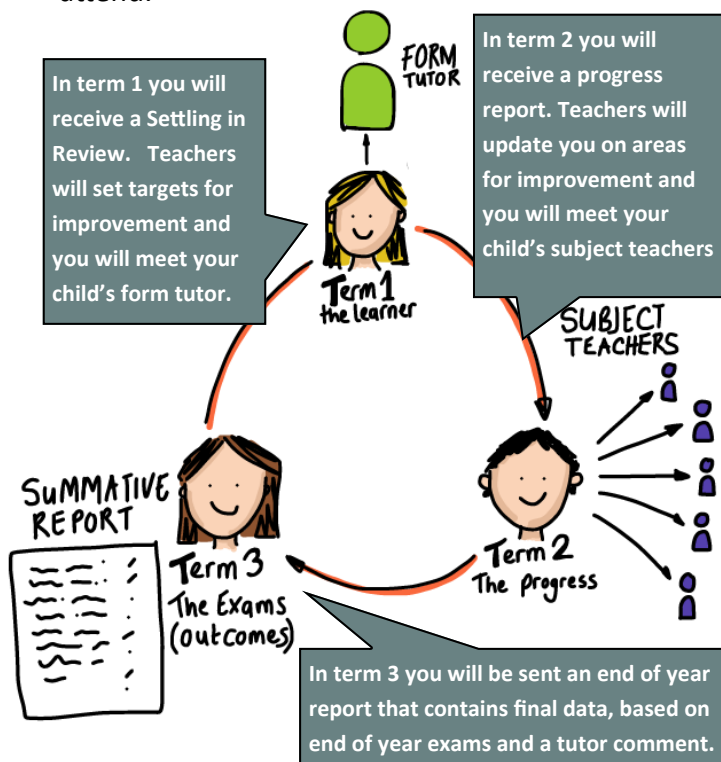 attend.
FORM
TUTOR
In term 1 you will
receive a Settling in
Review. Teachers
will set targets for
improvement and
you will meet your
child's form tutor.
In term 2 you will
receive a progress
report. Teachers will
update you on areas
for improvement and
you will meet your
child's subject teachers
Term 1
the learner
SUBJECT
TEACHERS
SUMMATIVE
REPORT
Term 3
The Exams
(outcomes)
Term 2
The Progress
In term 3 you will be sent an end of year
report that contains final data, based on
end of year exams and a tutor comment.